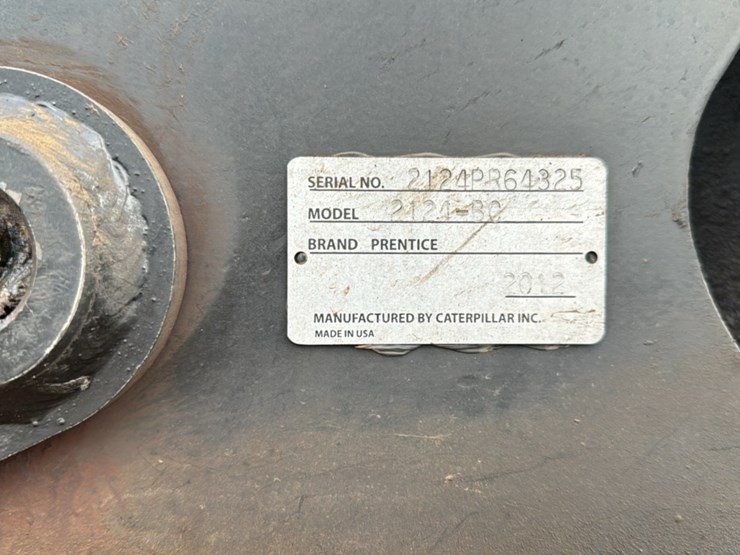 SERIAL NO. 2124PR64325
MODEL 2124-BC
BRAND PRENTICE
2012
MANUFACTURED BY CATERPILLAR INC.
MADE IN USA